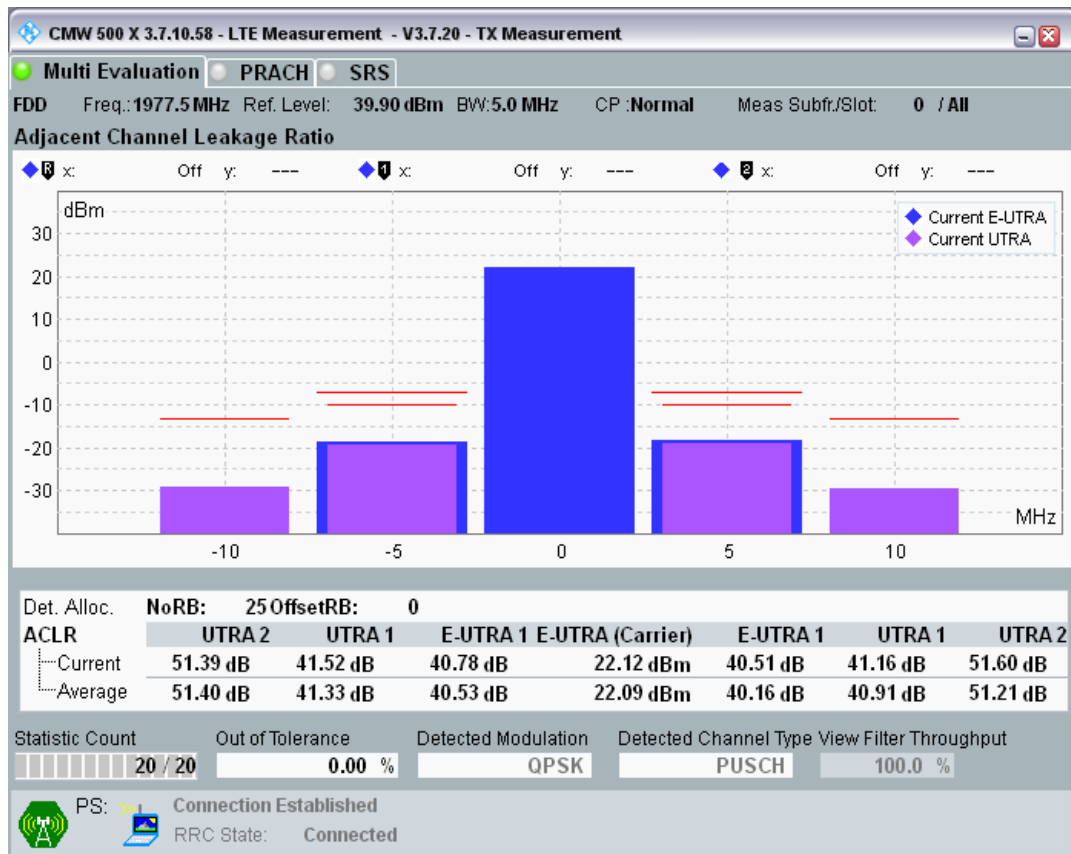 CMW 500 X 3.7.10.58 - LTE Measurement - V3.7.20 - TX Measurement
Multi Evaluation PRACH SRS
FDD Freq.:1977.5 MHz Ref. Level: 39.90 dBm BW:5.0 MHz CP :Normal Meas Subfr./Slot: 0 / All
Adjacent Channel Leakage Ratio
R x: Off y: --- 1 x: Off y: --- 2 x: Off y: ---
dBm
Current E-UTRA
Current UTRA
30
20
10
0
-10
-20
-30
MHz
-10 -5 0 5 10
Det. Alloc. NoRB: 25 OffsetRB: 0
ACLR UTRA 2 UTRA 1 E-UTRA 1 E-UTRA (Carrier) E-UTRA 1 UTRA 1 UTRA 2
Current 51.39 dB 41.52 dB 40.78 dB 22.12 dBm 40.51 dB 41.16 dB 51.60 dB
Average 51.40 dB 41.33 dB 40.53 dB 22.09 dBm 40.16 dB 40.91 dB 51.21 dB
Statistic Count Out of Tolerance Detected Modulation Detected Channel Type View Filter Throughput
20 / 20 0.00 % QPSK PUSCH 100.0 %
PS: Connection Established
RRC State: Connected